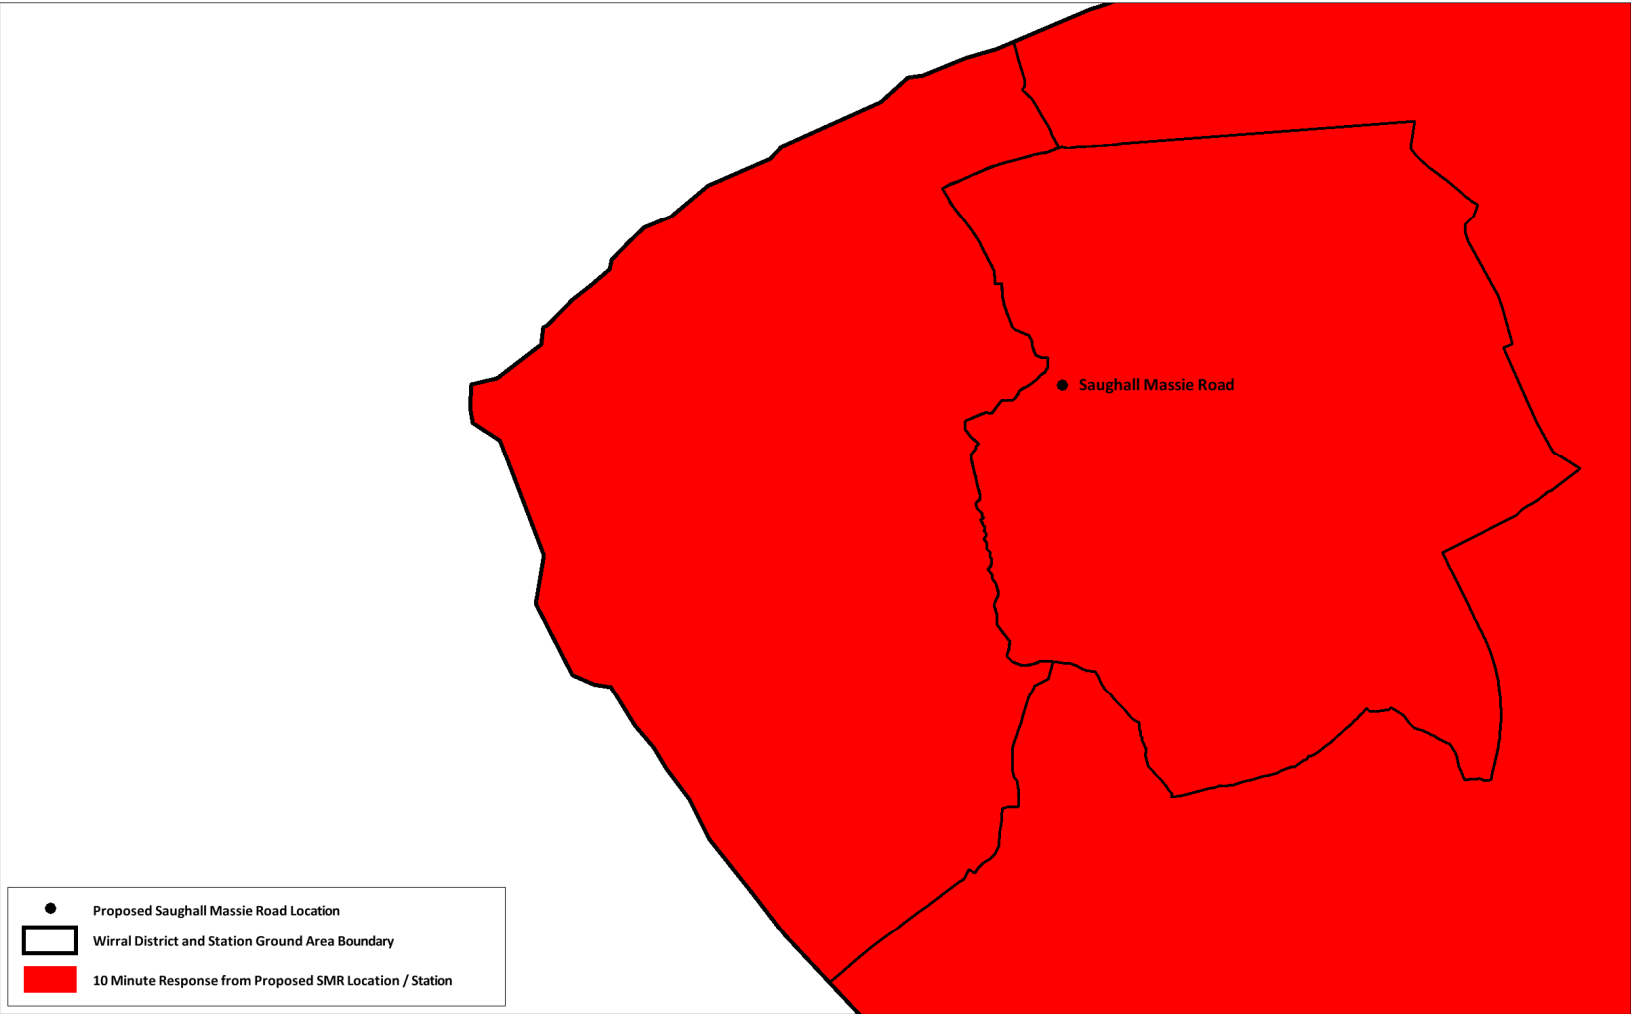 Saughall Massie Road
Proposed Saughall Massie Road Location
Wirral District and Station Ground Area Boundary
10 Minute Response from Proposed SMR Location / Station